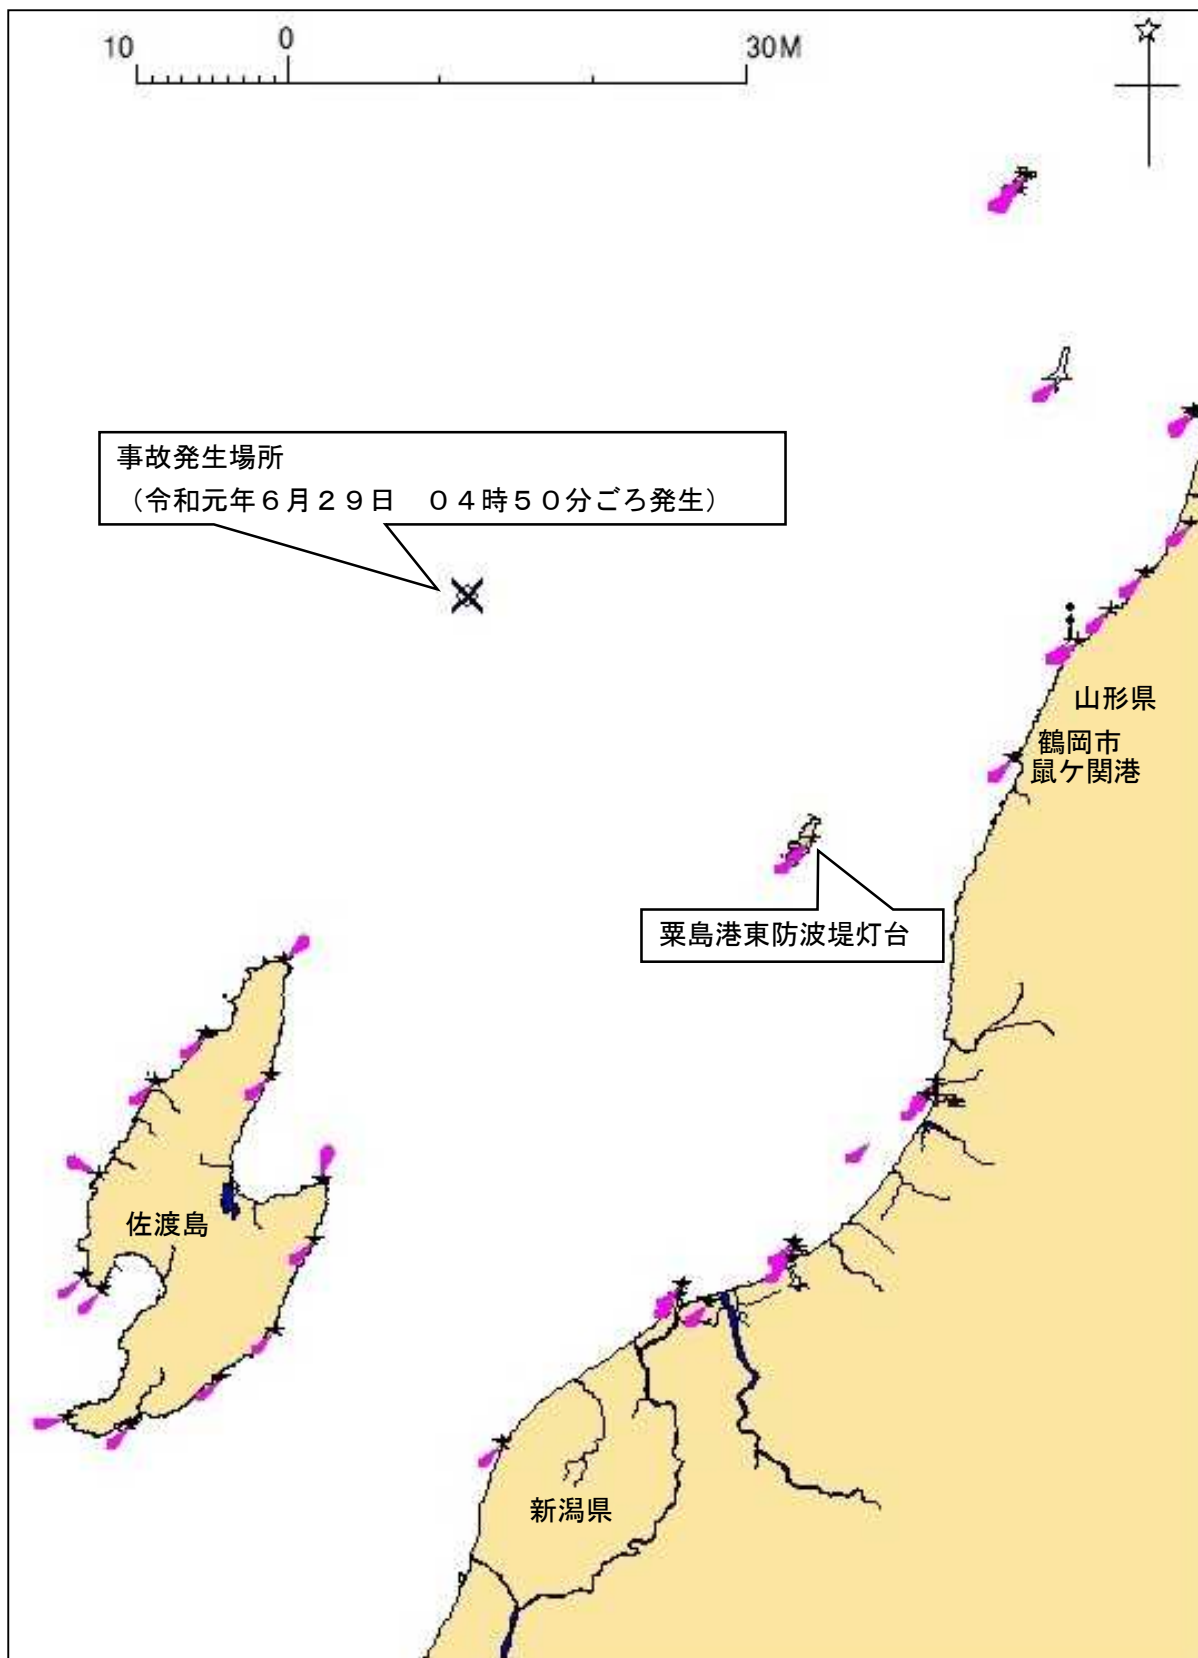 10 0 30M
事故発生場所
（令和元年６月２９日　０４時５０分ごろ発生）
山形県
鶴岡市
鼠ケ関港
粟島港東防波堤灯台
佐渡島
新潟県